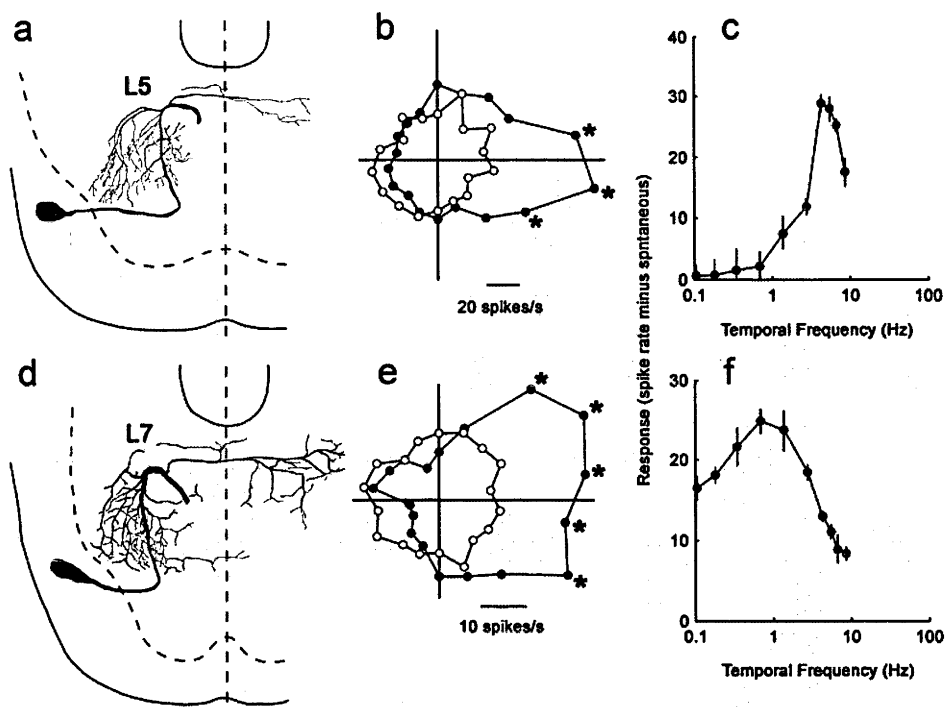 a
L5
b
*
*
*
20 spikes/s
c
40
30
20
10
0
0.1
1
10
100
Temporal Frequency (Hz)
Response (spike rate minus spntaneous)
d
L7
e
*
*
*
*
*
10 spikes/s
f
30
20
10
0
0.1
1
10
100
Temporal Frequency (Hz)